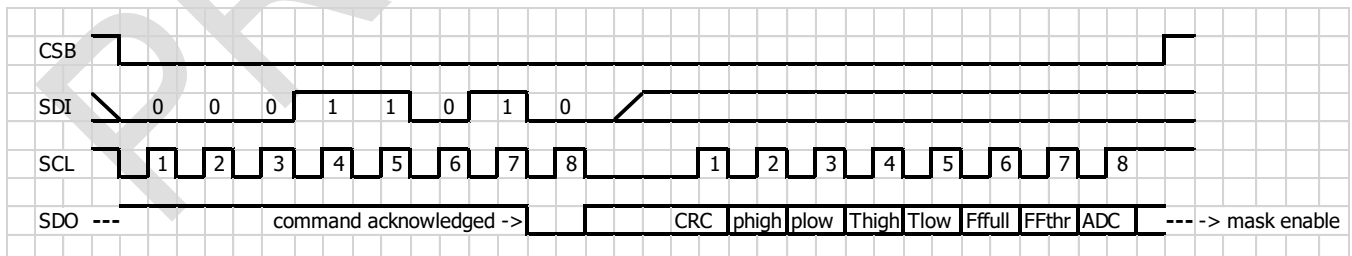 PR
CSB
SDI 0 0 0 1 1 0 1 0
SCL 1 2 3 4 5 6 7 8 1 2 3 4 5 6 7 8
SDO --- command acknowledged -> CRC phigh plow Thigh Tlow Fffull FFthr ADC --- -> mask enable